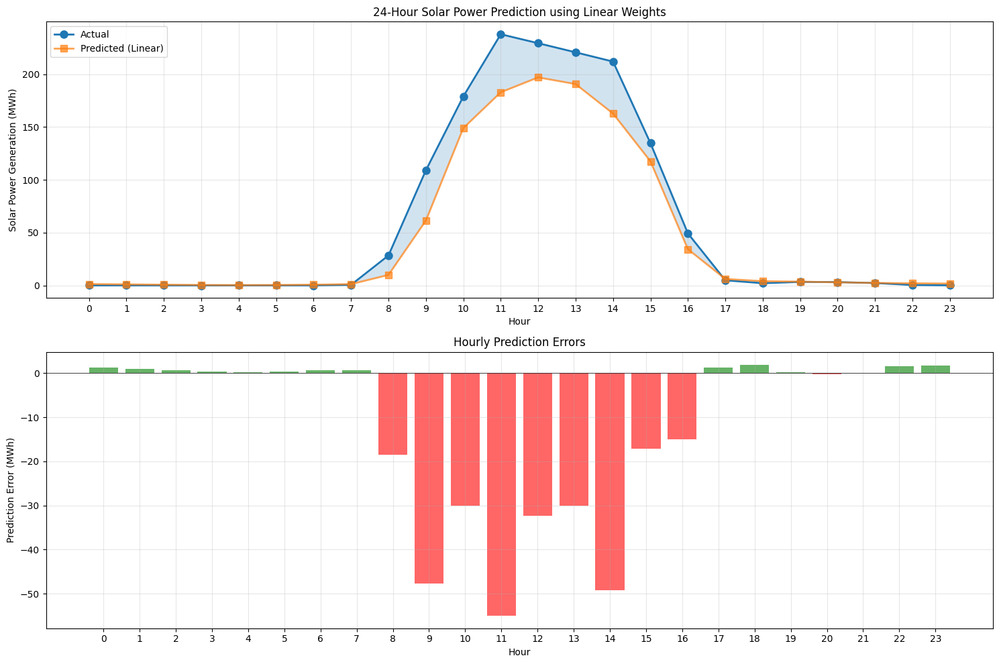 24-Hour Solar Power Prediction using Linear Weights
Actual
Predicted (Linear)
Solar Power Generation (MWh)
200
150
100
50
0
0 1 2 3 4 5 6 7 8 9 10 11 12 13 14 15 16 17 18 19 20 21 22 23
Hour
Hourly Prediction Errors
Prediction Error (MWh)
0
−10
−20
−30
−40
−50
0 1 2 3 4 5 6 7 8 9 10 11 12 13 14 15 16 17 18 19 20 21 22 23
Hour